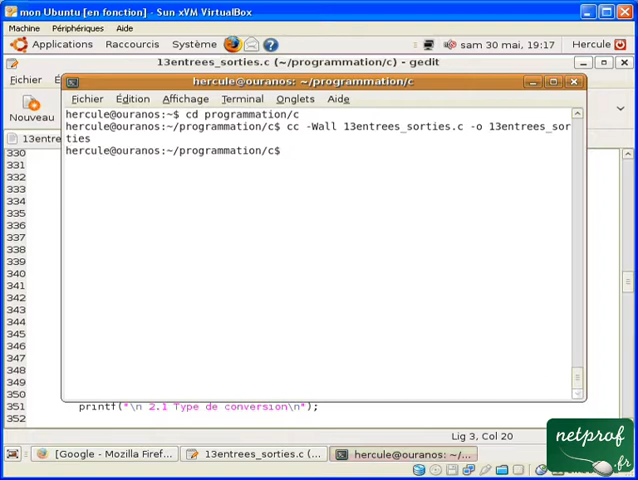 mon Ubuntu [en fonction] - Sun xVM VirtualBox
Machine Périphériques Aide
Applications Raccourcis Système sam 30 mai, 19:17 Hercule
13entrees_sorties.c (~/programmation/c) - gedit
Fichier
hercule@ouranos: ~/programmation/c
Fichier Édition Affichage Terminal Onglets Aide
Nouveau
hercule@ouranos:~$ cd programmation/c
hercule@ouranos:~/programmation/c$ cc -Wall 13entrees_sorties.c -o 13entrees_sor
ties
hercule@ouranos:~/programmation/c$
13entre
330
331
333
334
335
336
337
338
339
340
341
342
343
344
345
346
347
348
349
350
351 printf("\n 2.1 Type de conversion\n");
352
Lig 3, Col 20
[Google - Mozilla Firef... 13entrees_sorties.c (... hercule@ouranos: ~/...
netprof
.fr